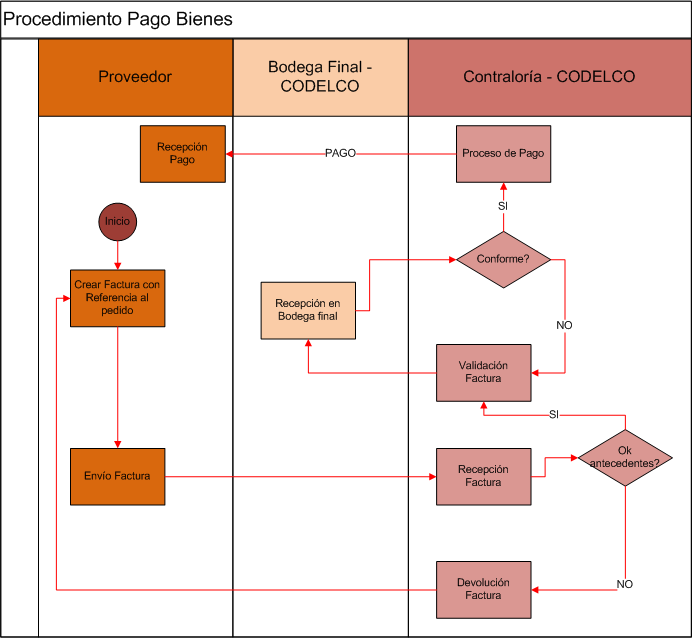 Procedimiento Pago Bienes
Proveedor
Bodega Final -
CODELCO
Contraloría - CODELCO
Recepción
Pago
PAGO
Proceso de Pago
SI
Inicio
Conforme?
Crear Factura con
Referencia al
pedido
Recepción en
Bodega final
NO
Validación
Factura
SI
Ok
antecedentes?
Envío Factura
Recepción
Factura
Devolución
Factura
NO